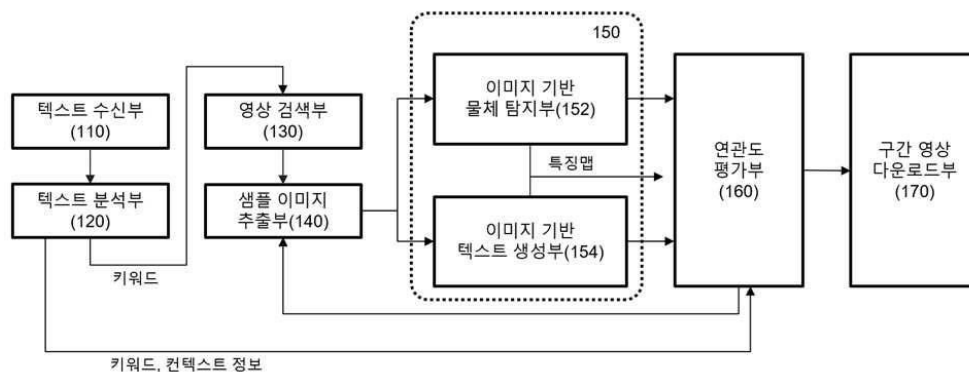 150
텍스트 수신부
(110)
영상 검색부
(130)
이미지 기반
물체 탐지부(152)
특징맵
텍스트 분석부
(120)
샘플 이미지
추출부(140)
이미지 기반
텍스트 생성부(154)
연관도
평가부
(160)
구간 영상
다운로드부
(170)
키워드
키워드, 컨텍스트 정보